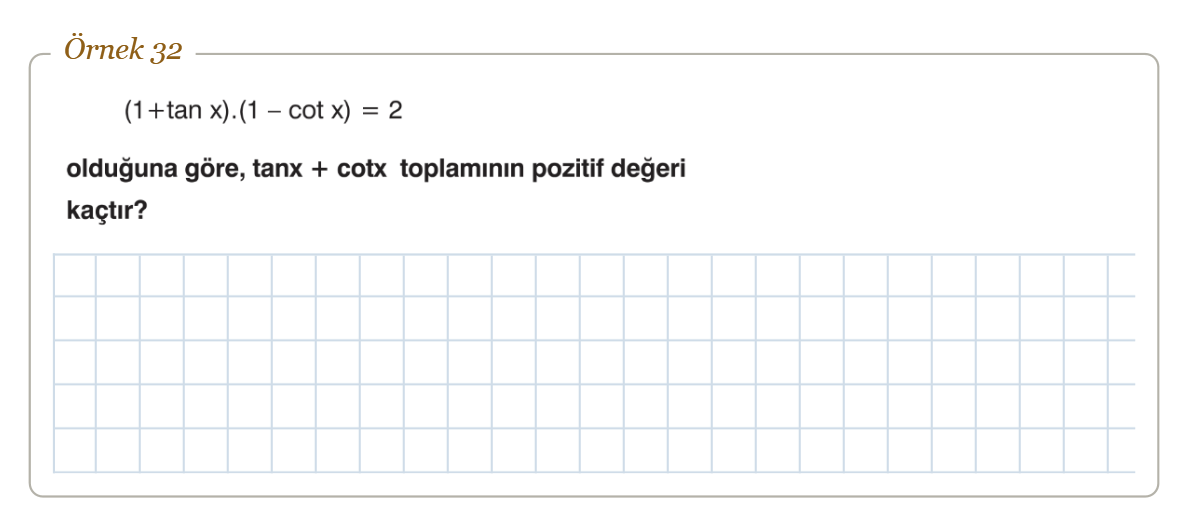 Örnek 32
(1+tan x).(1 – cot x) = 2
olduğuna göre, tanx + cotx toplamının pozitif değeri
kaçtır?